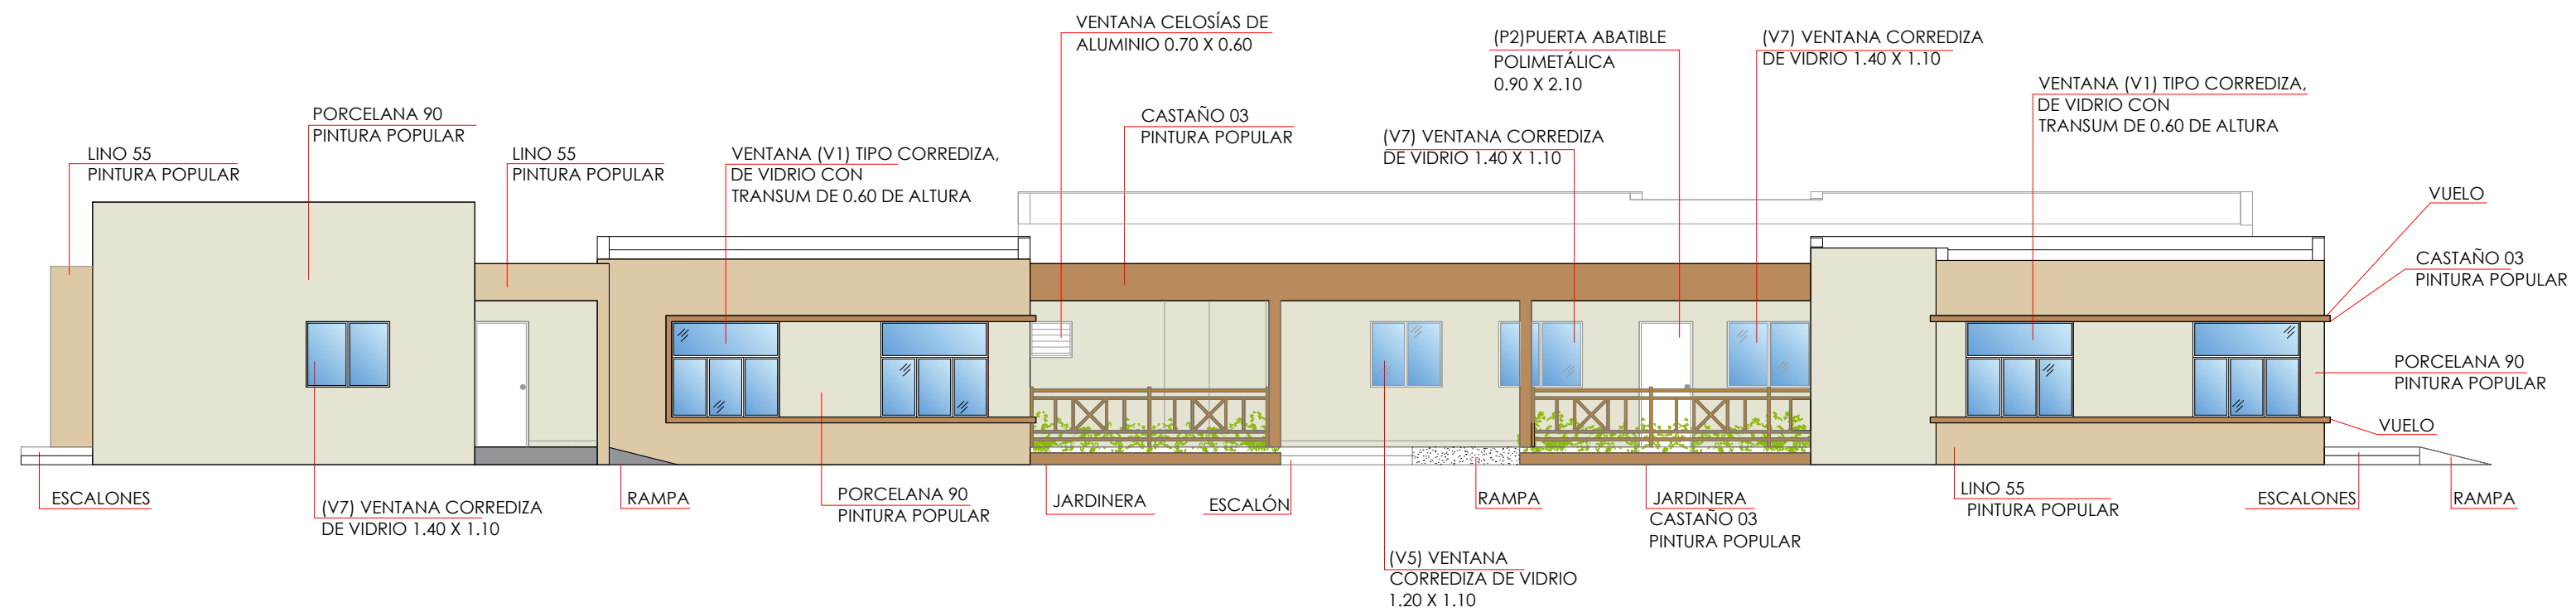 VENTANA CELOSÍAS DE
ALUMINIO 0.70 X 0.60
(P2)PUERTA ABATIBLE
POLIMETÁLICA
0.90 X 2.10
(V7) VENTANA CORREDIZA
DE VIDRIO 1.40 X 1.10
VENTANA (V1) TIPO CORREDIZA,
DE VIDRIO CON
TRANSUM DE 0.60 DE ALTURA
PORCELANA 90
PINTURA POPULAR
CASTAÑO 03
PINTURA POPULAR
(V7) VENTANA CORREDIZA
DE VIDRIO 1.40 X 1.10
LINO 55
PINTURA POPULAR
LINO 55
PINTURA POPULAR
VENTANA (V1) TIPO CORREDIZA,
DE VIDRIO CON
TRANSUM DE 0.60 DE ALTURA
VUELO
CASTAÑO 03
PINTURA POPULAR
PORCELANA 90
PINTURA POPULAR
VUELO
ESCALONES
(V7) VENTANA CORREDIZA
DE VIDRIO 1.40 X 1.10
RAMPA
PORCELANA 90
PINTURA POPULAR
JARDINERA
ESCALÓN
RAMPA
JARDINERA
CASTAÑO 03
PINTURA POPULAR
LINO 55
PINTURA POPULAR
ESCALONES
RAMPA
(V5) VENTANA
CORREDIZA DE VIDRIO
1.20 X 1.10